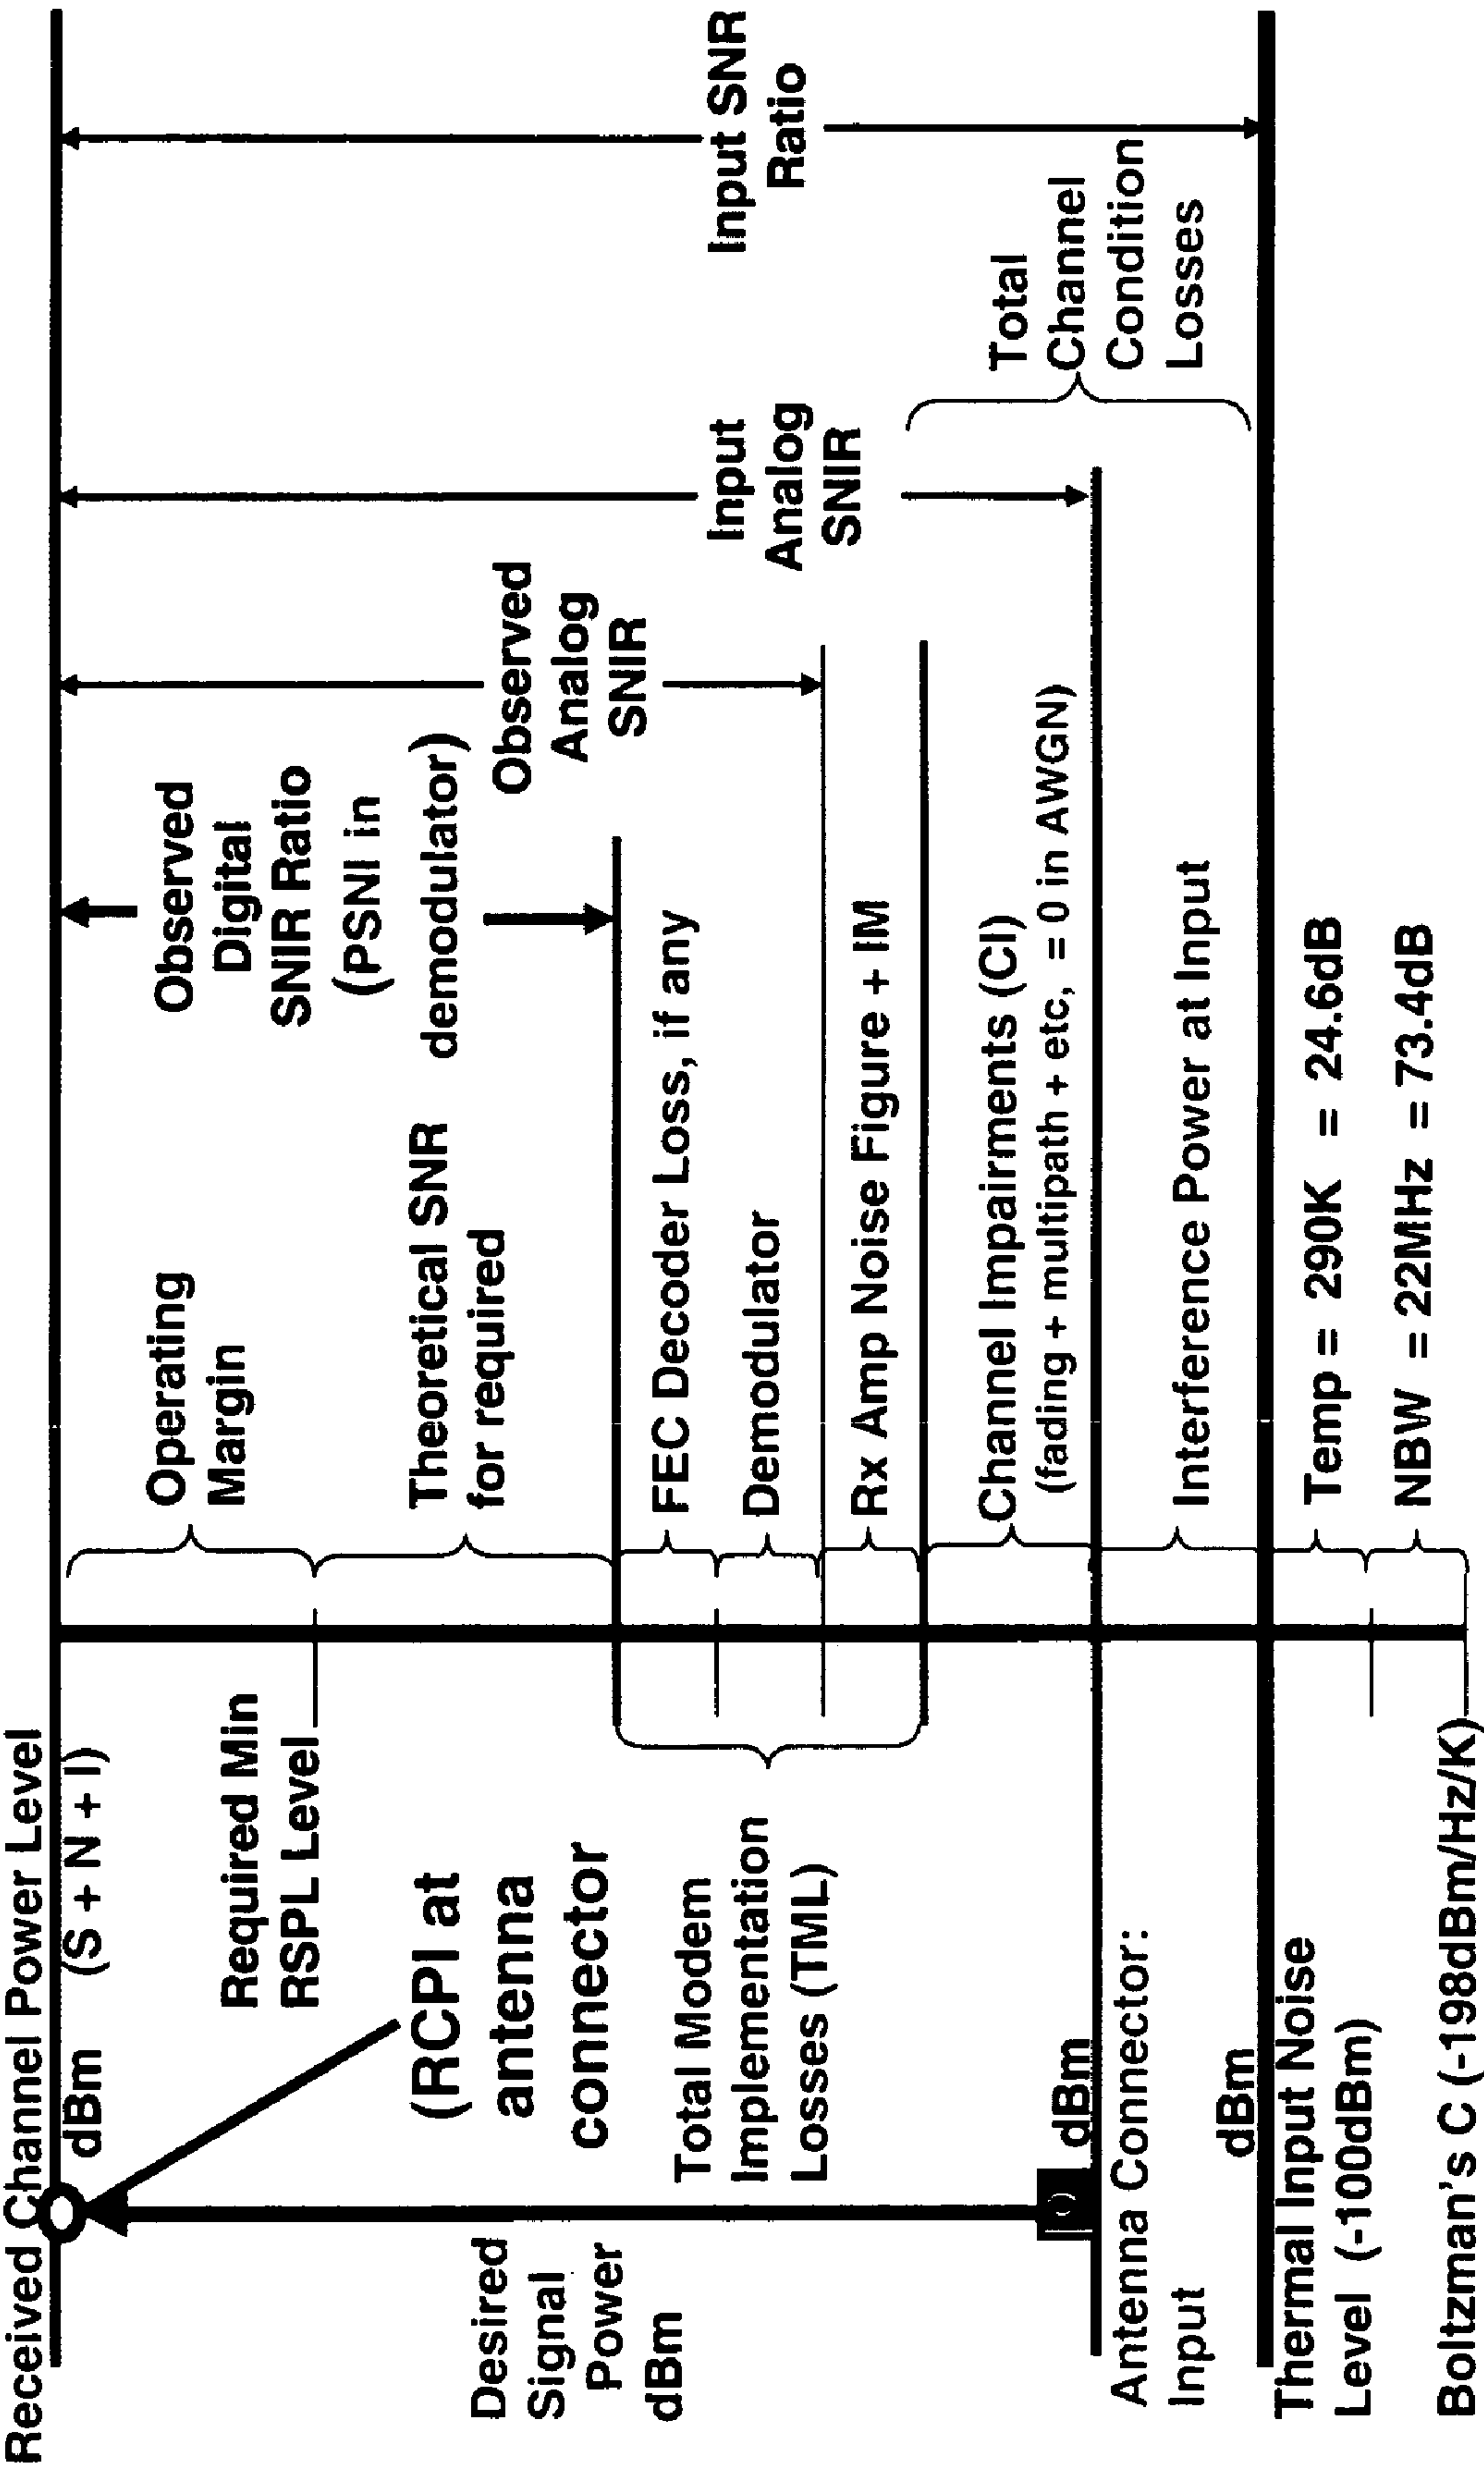 Received Channel Power Level
dBm (S + N + I)
Required Min
RSPL Level
(RCPI at
antenna
connector
Desired
Signal
Power
dBm
Total Modem
Implementation
Losses (TML)
dBm
Antenna Connector:
Input
dBm
Thermal Input Noise
Level (-100dBm)
Boltzman's C (-198dBm/Hz/K)
Operating
Margin
Theoretical SNR
for required
FEC Decoder Loss, if any
Demodulator
Rx Amp Noise Figure + IM
Channel Impairments (CI)
(fading + multipath + etc, = 0 in AWGN)
Interference Power at Input
Temp = 290K = 24.6dB
NBW = 22MHz = 73.4dB
Observed
Digital
SNIR Ratio
(PSNI in
demodulator)
Observed
Analog
SNIR
Input
Analog
SNIR
Total
Channel
Condition
Losses
Input SNR
Ratio